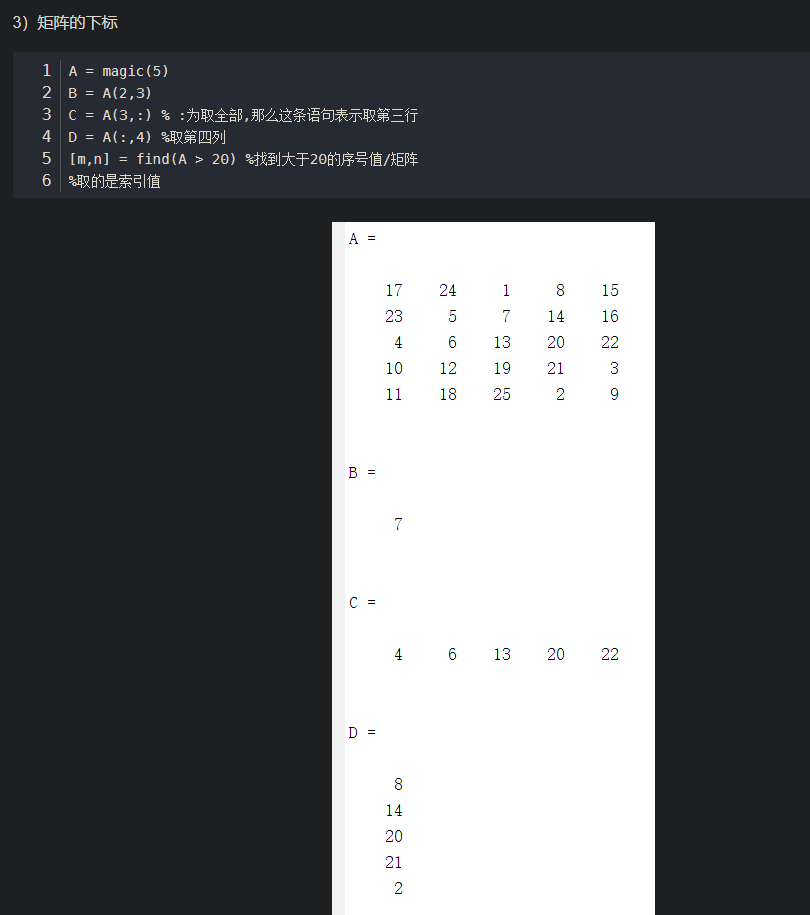 3）矩阵的下标
1 A = magic(5)
2 B = A(2,3)
3 C = A(3,:) % :为取全部,那么这条语句表示取第三行
4 D = A(:,4) %取第四列
5 [m,n] = find(A > 20) %找到大于20的序号值/矩阵
6 %取的是索引值
A =
17 24 1 8 15
23 5 7 14 16
4 6 13 20 22
10 12 19 21 3
11 18 25 2 9
B =
7
C =
4 6 13 20 22
D =
8
14
20
21
2